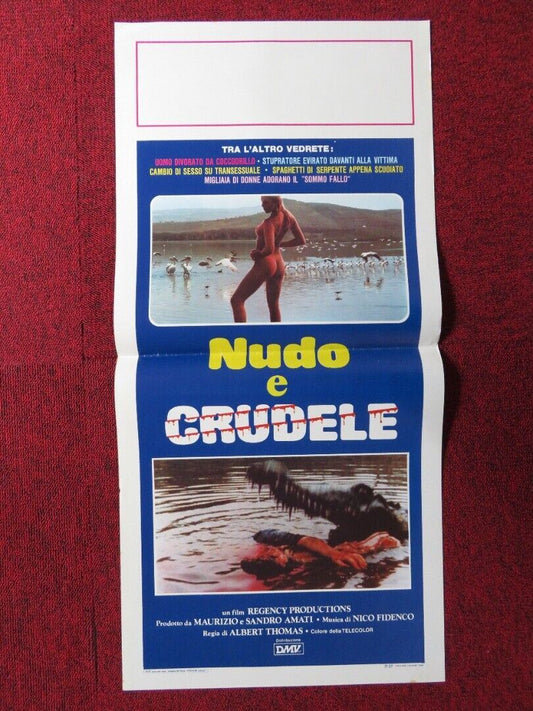 TRA L'ALTRO VEDRETE:
UOMO DIVORATO DA COCCODRILLO • STUPRATORE EVIRATO DAVANTI ALLA VITTIMA
CAMBIO DI SESSO SU TRANSESSUALE • SPAGHETTI DI SERPENTE APPENA SCUOIATO
MIGLIAIA DI DONNE ADORANO IL "SOMMO FALLO"
Nudo
e
CRUDELE
un film REGENCY PRODUCTIONS
Prodotto da MAURIZIO e SANDRO AMATI • Musica di NICO FIDENCO
Regia di ALBERT THOMAS • Colore della TELECOLOR
Distribuzione
DMV